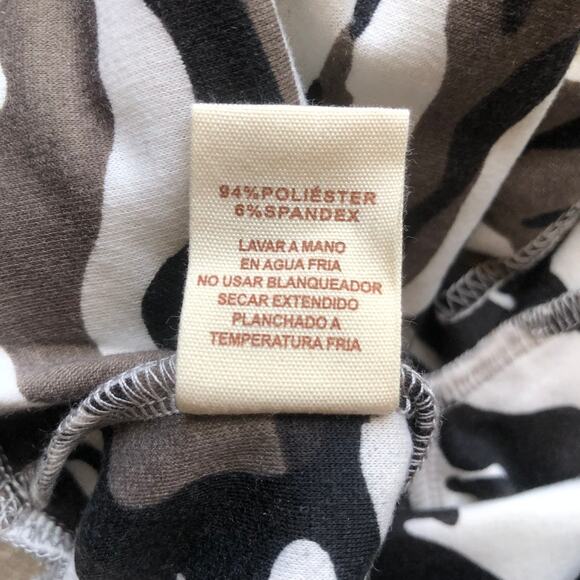 94%POLIÉSTER
6%SPANDEX
LAVAR A MANO
EN AGUA FRIA
NO USAR BLANQUEADOR
SECAR EXTENDIDO
PLANCHADO A
TEMPERATURA FRIA